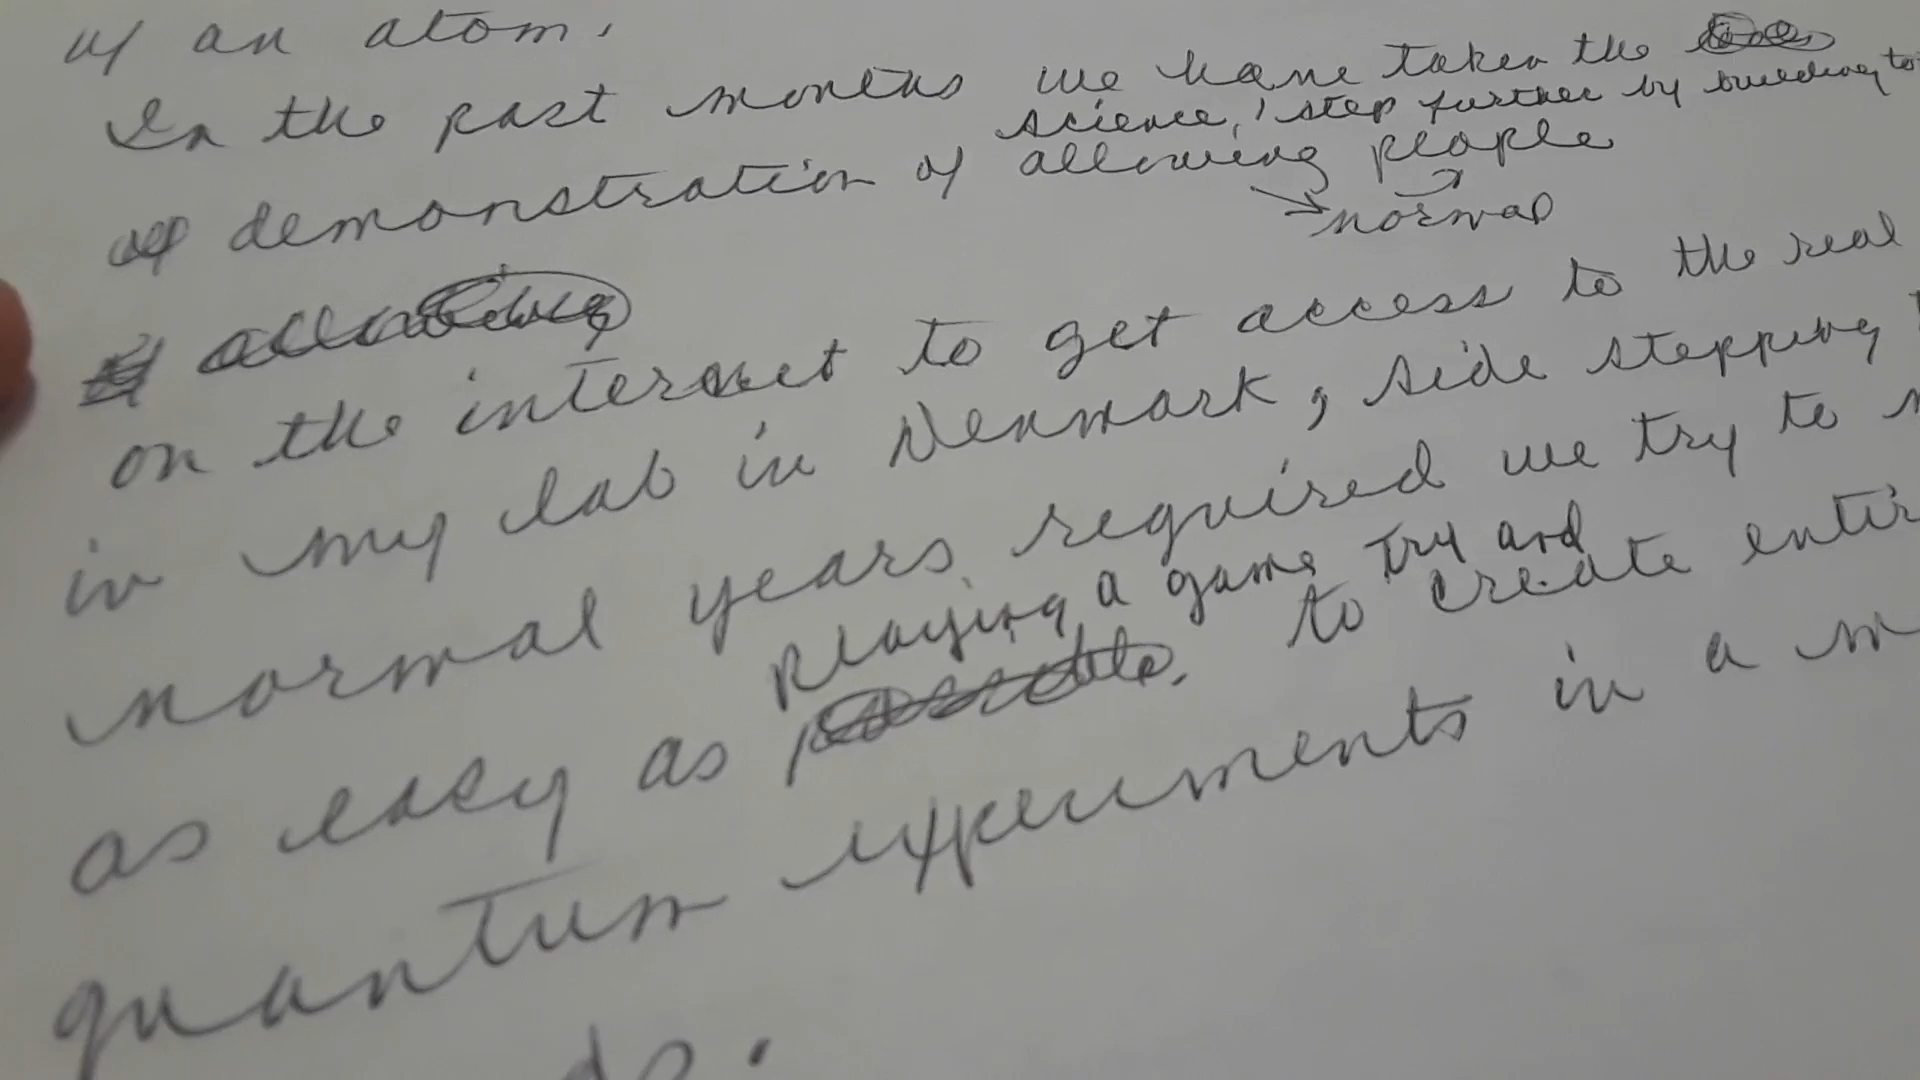 of an atom.
In the past months we have taken the
science, 1 step further by building to
demonstration of allowing people
normal
on the internet to get access to the real
in my lab in Denmark, side stepping
normal years required we try to
playing a game try and
as easy as to create entir
quantum experiments in a m
ds.